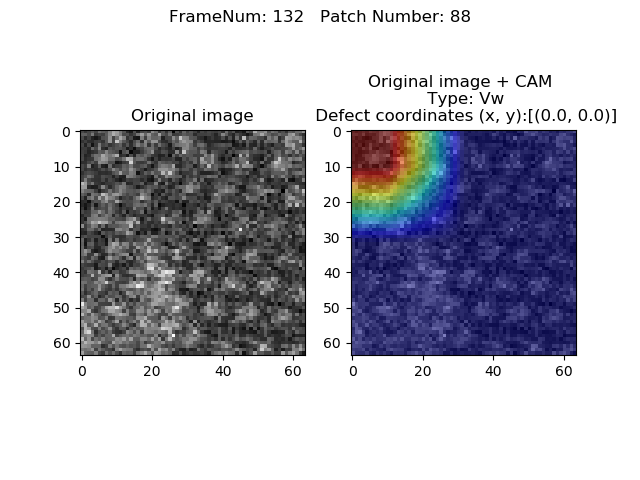 FrameNum: 132   Patch Number: 88
Original image
Original image + CAM
Type: Vw
Defect coordinates (x, y):[(0.0, 0.0)]
0
10
20
30
40
50
60
0 20 40 60
0
10
20
30
40
50
60
0 20 40 60